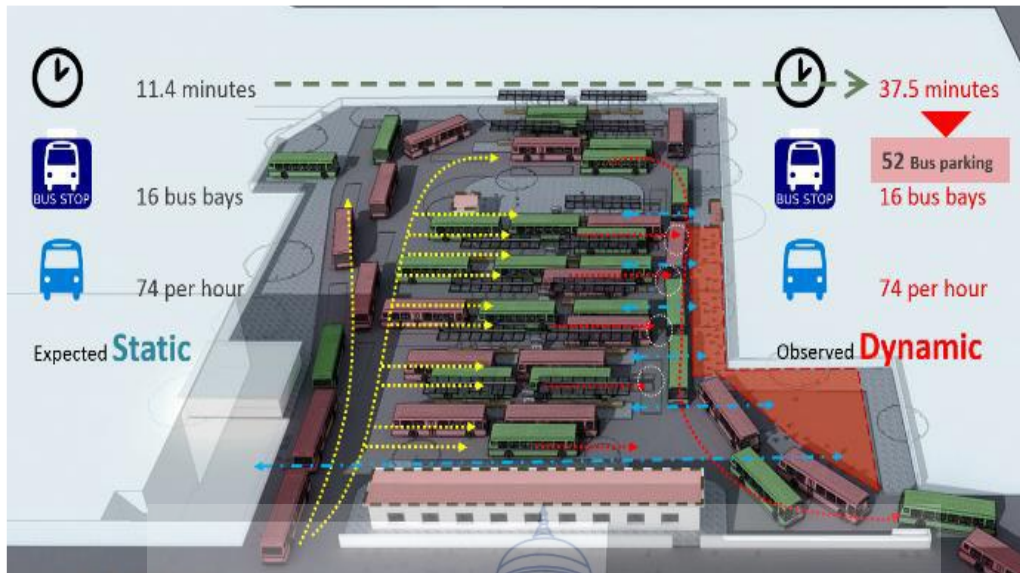 11.4 minutes
BUS STOP
16 bus bays
74 per hour
Expected Static
37.5 minutes
52 Bus parking
BUS STOP
16 bus bays
74 per hour
Observed Dynamic